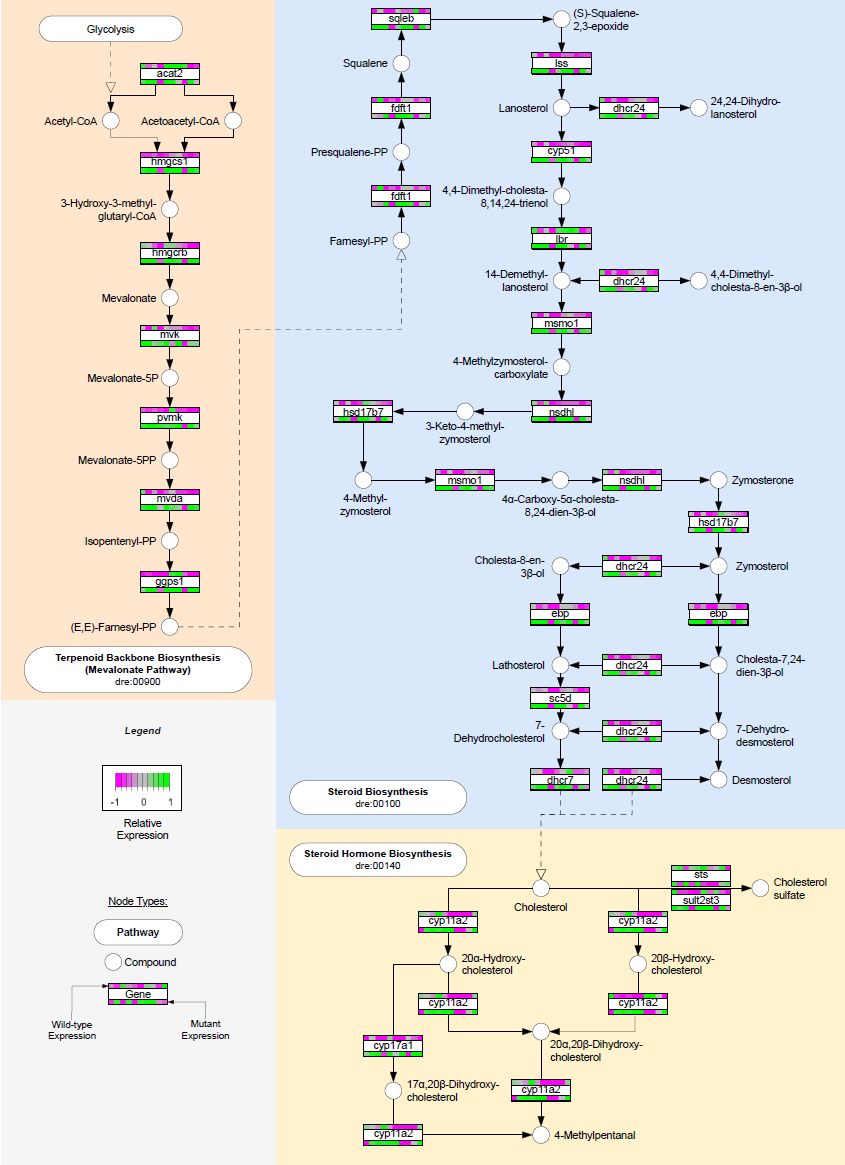 Glycolysis
acat2
Acetyl-CoA
Acetoacetyl-CoA
hmgcs1
3-Hydroxy-3-methyl-
glutaryl-CoA
hmgcrb
Mevalonate
mvk
Mevalonate-5P
pvmk
Mevalonate-5PP
mvda
Isopentenyl-PP
ggps1
(E,E)-Farnesyl-PP
Terpenoid Backbone Biosynthesis
(Mevalonate Pathway)
dre:00900
sqleb
Squalene
fdft1
Presqualene-PP
fdft1
Farnesyl-PP
(S)-Squalene-
2,3-epoxide
lss
Lanosterol
dhcr24
24,24-Dihydro-
lanosterol
cyp51
4,4-Dimethyl-cholesta-
8,14,24-trienol
lbr
14-Demethyl-
lanosterol
dhcr24
4,4-Dimethyl-
cholesta-8-en-3β-ol
msmo1
4-Methylzymosterol-
carboxylate
hsd17b7
3-Keto-4-methyl-
zymosterol
nsdhl
4-Methyl-
zymosterol
msmo1
4α-Carboxy-5α-cholesta-
8,24-dien-3β-ol
nsdhl
Zymosterone
hsd17b7
Cholesta-8-en-
3β-ol
dhcr24
Zymosterol
ebp
ebp
Lathosterol
dhcr24
Cholesta-7,24-
dien-3β-ol
sc5d
7-
Dehydrocholesterol
dhcr24
7-Dehydro-
desmosterol
dhcr7
dhcr24
Desmosterol
Steroid Biosynthesis
dre:00100
Legend
-1 0 1
Relative
Expression
Node Types:
Pathway
Compound
Gene
Wild-type
Expression
Mutant
Expression
Steroid Hormone Biosynthesis
dre:00140
Cholesterol
sts
sult2st3
Cholesterol
sulfate
cyp11a2
cyp11a2
20α-Hydroxy-
cholesterol
20β-Hydroxy-
cholesterol
cyp11a2
cyp11a2
20α,20β-Dihydroxy-
cholesterol
cyp17a1
17α,20β-Dihydroxy-
cholesterol
cyp11a2
cyp11a2
4-Methylpentanal